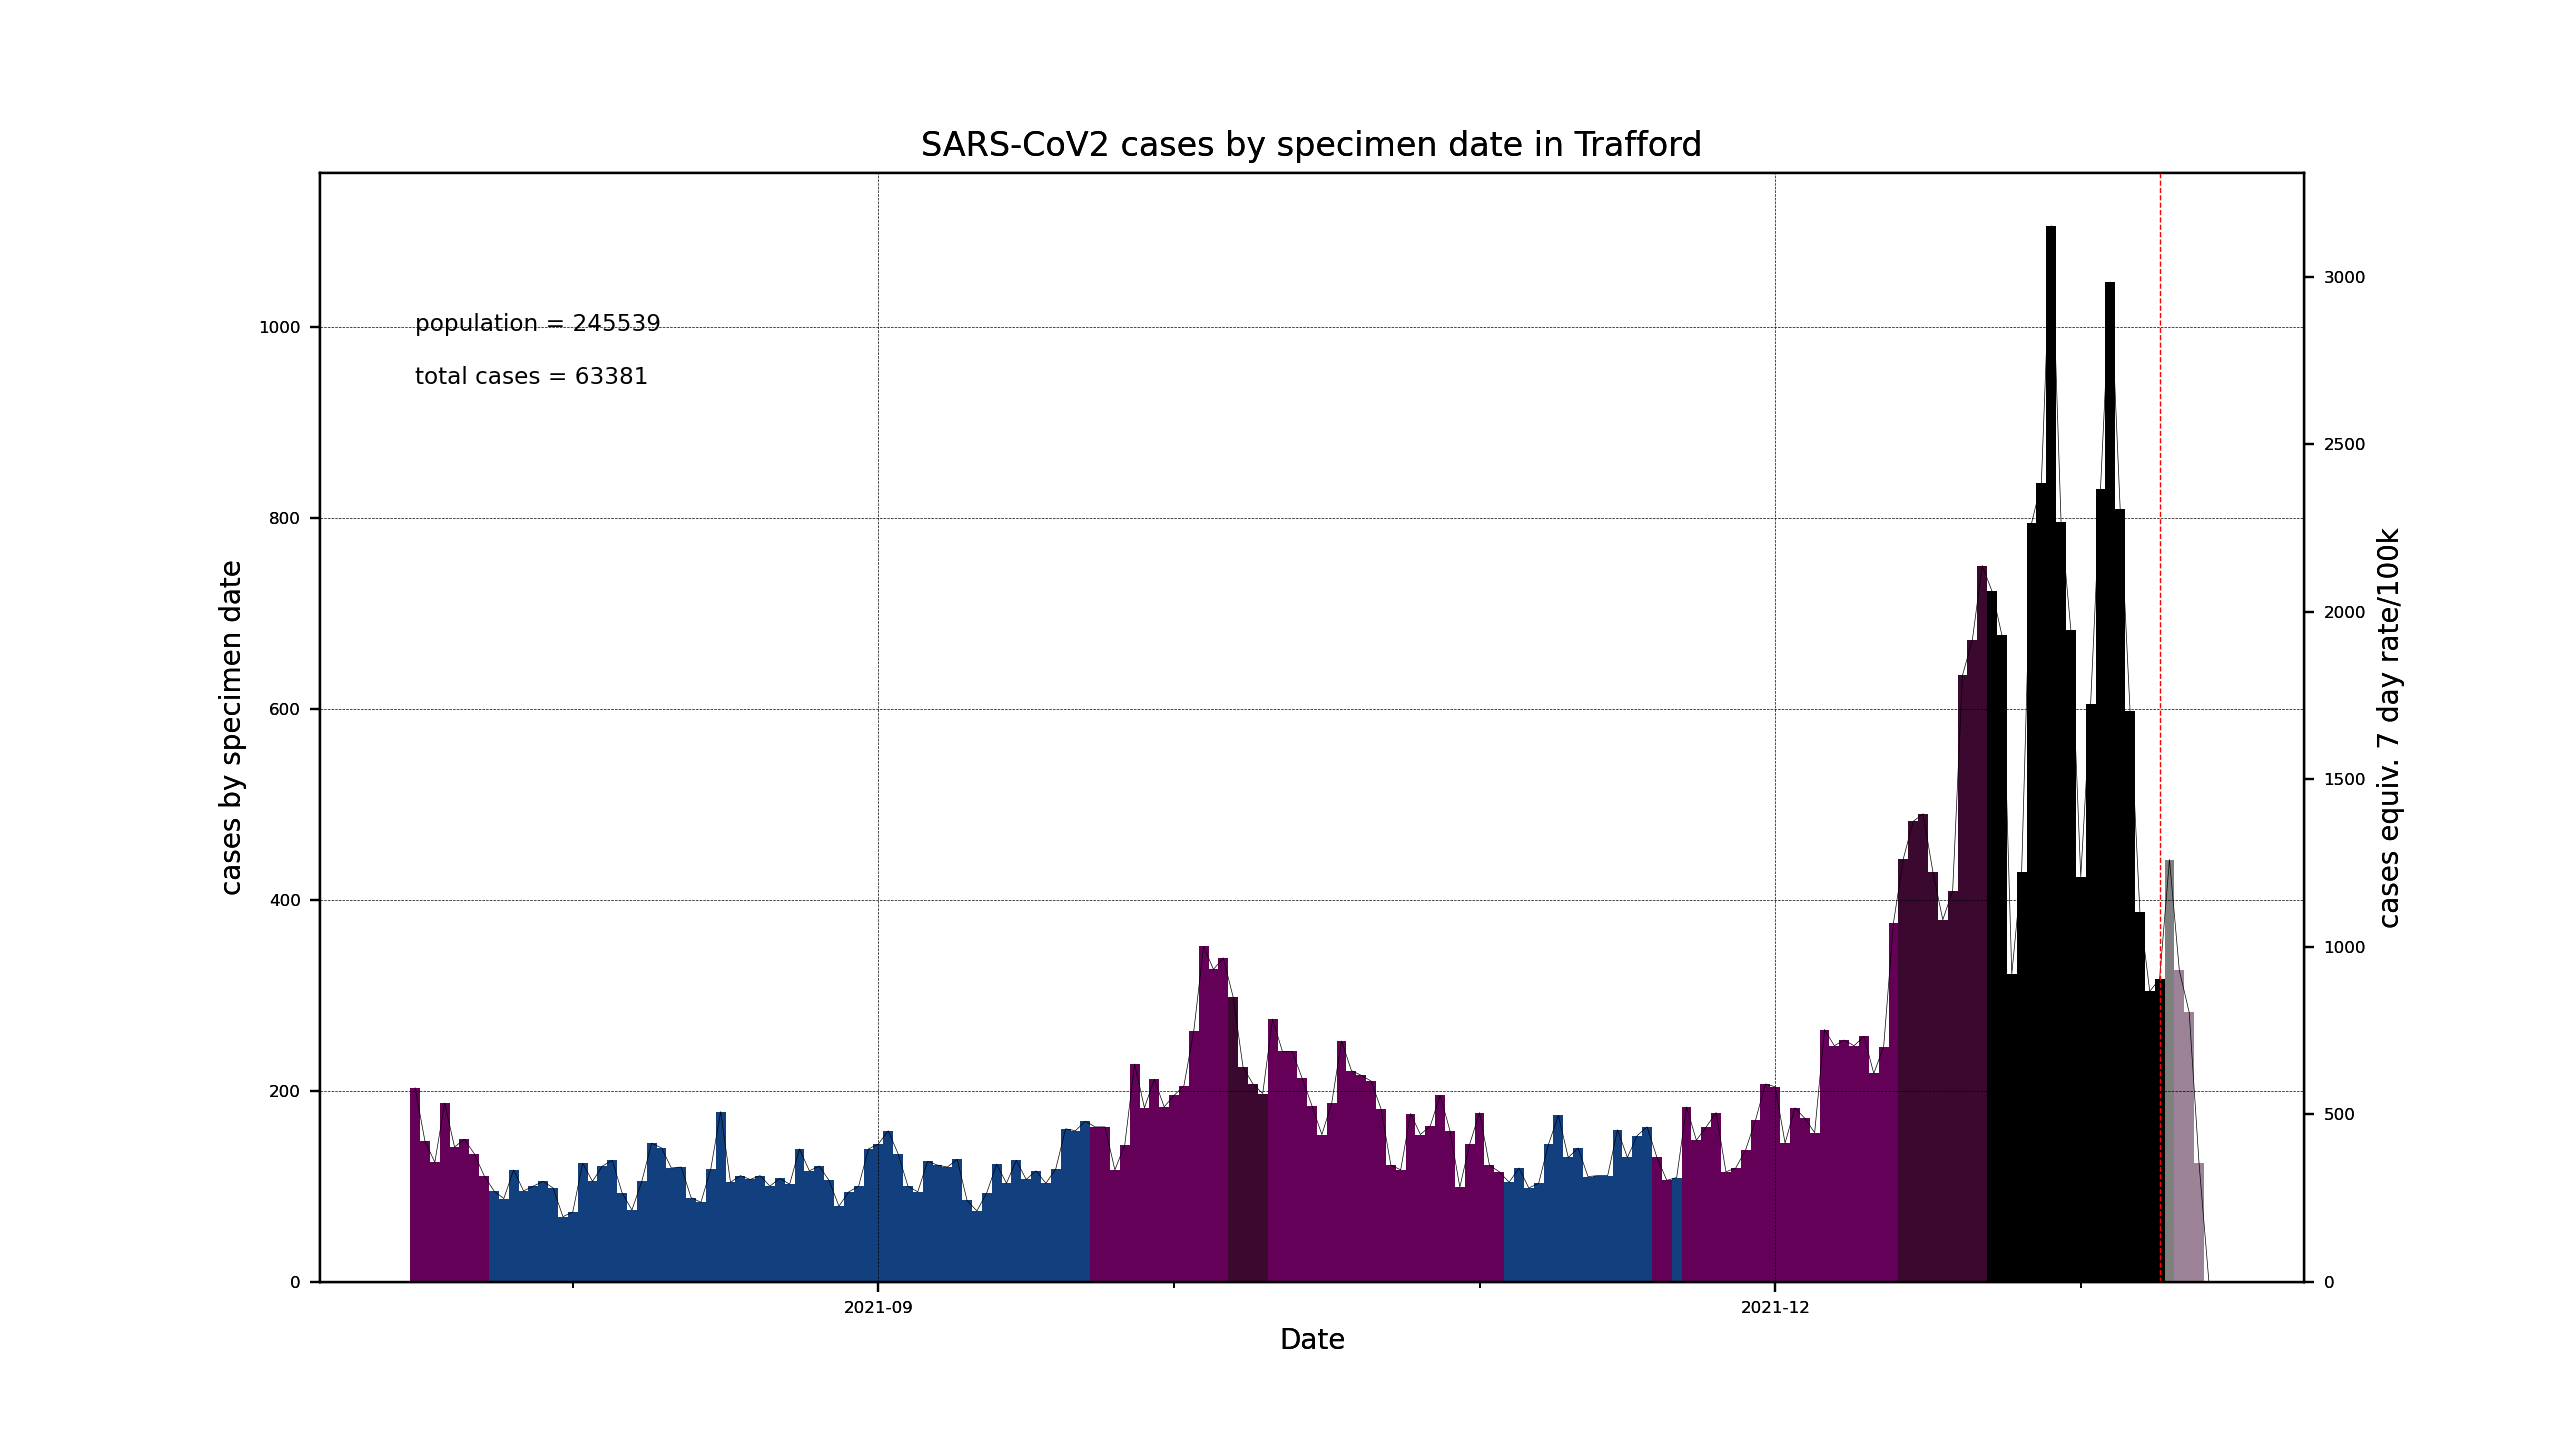 SARS-CoV2 cases by specimen date in Trafford
population = 245539
total cases = 63381
cases by specimen date
1000
800
600
400
200
0
3000
2500
2000
1500
1000
500
0
cases equiv. 7 day rate/100k
2021-09
2021-12
Date